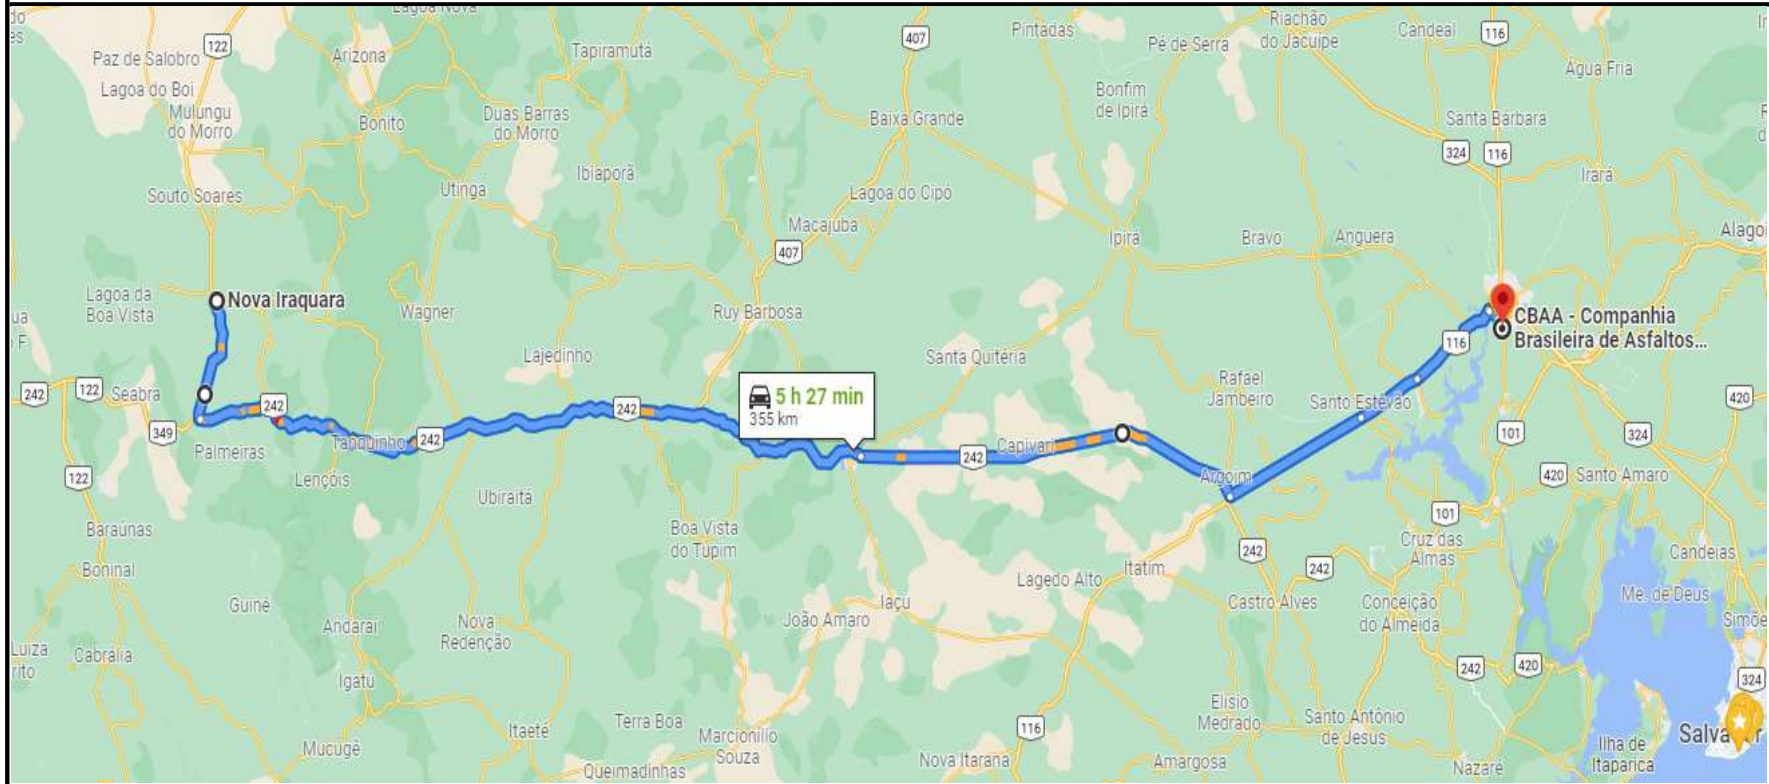 Lagoa Nova
Pintadas
Riachão
do Jacuípe
Candeal
116
407
122
Paz de Salobro
Arizona
Tapiramutá
Pé de Serra
Água Fria
Lagoa do Boi
Mulungu
do Morro
Bonito
Duas Barras
do Morro
Baixa Grande
Bonfim
de Ipirá
Santa Bárbara
324
116
Souto Soares
Utinga
Ibiaporã
Lagoa do Cipó
Irará
Macajuba
407
Ipirá
Bravo
Anguera
Alagoi
Lagoa da
Boa Vista
Nova Iraquara
Wagner
Ruy Barbosa
CBAA - Companhia
Brasileira de Asfaltos...
116
ua
F
Lajedinho
Santa Quitéria
242
122
Seabra
242
242
5 h 27 min
355 km
Rafael
Jambeiro
Santo Estêvão
420
349
Palmeiras
Tanquinho
242
242
Capivari
101
324
122
Lençóis
Ubiraitá
Argoim
420
Santo Amaro
Baraúnas
Boa Vista
do Tupim
101
Cruz das
Almas
242
242
Candeias
Boninal
Lagedo Alto
Itatim
Guiné
Andaraí
Nova
Redenção
João Amaro
Iaçu
Castro Alves
Conceição
do Almeida
Me. de Deus
Simõe
Luiza
rito
Cabrália
Igatu
242
420
324
Itaetê
Terra Boa
Marcionílio
Souza
116
Elísio
Medrado
Santo Antônio
de Jesus
Salvador
Mucugê
Queimadinhas
Nova Itarana
Amargosa
Nazaré
Ilha de
Itaparica